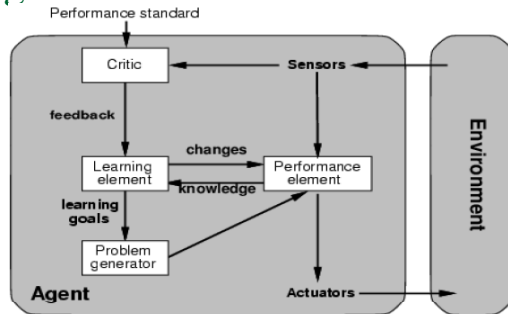 Performance standard
Critic
Sensors
feedback
changes
Learning
element
Performance
element
knowledge
learning
goals
Problem
generator
Agent
Actuators
Environment